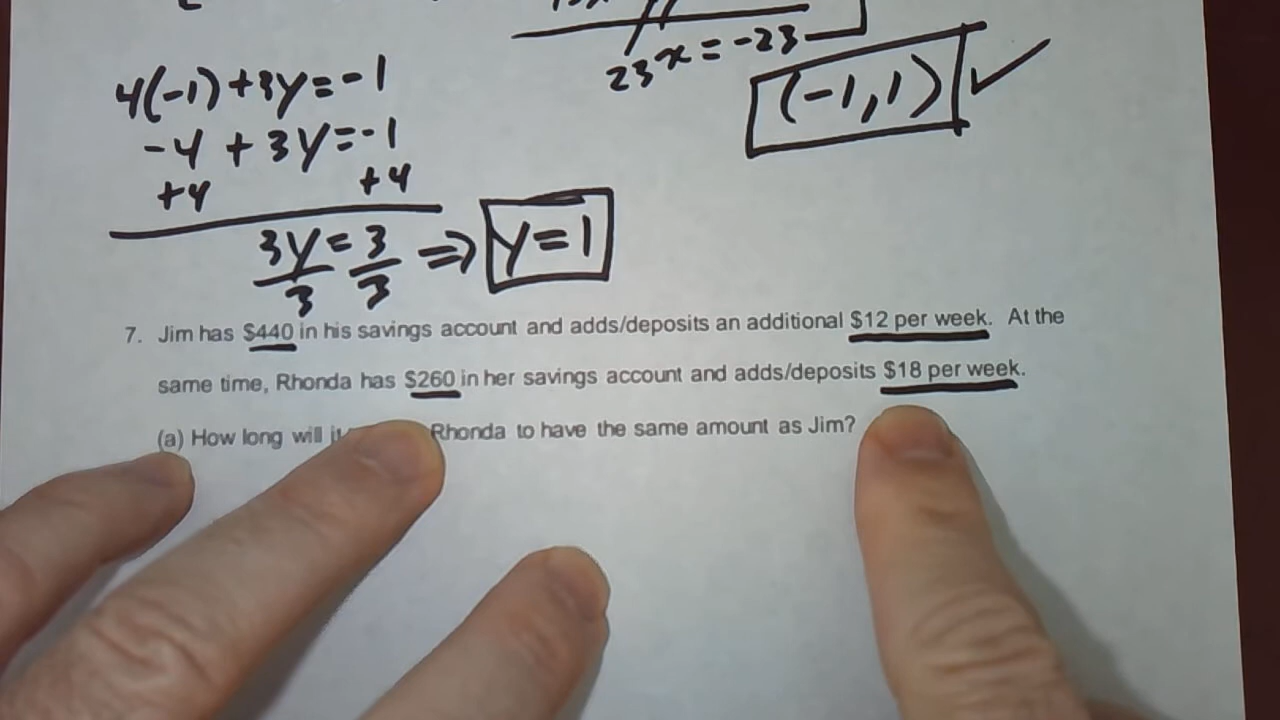 23x = -23
(-1, 1) ✓
4(-1) + 3y = -1
-4 + 3y = -1
+4 +4
3y = 3
3 3
⇒ y = 1
7. Jim has $440 in his savings account and adds/deposits an additional $12 per week. At the
same time, Rhonda has $260 in her savings account and adds/deposits $18 per week.
(a) How long will it Rhonda to have the same amount as Jim?